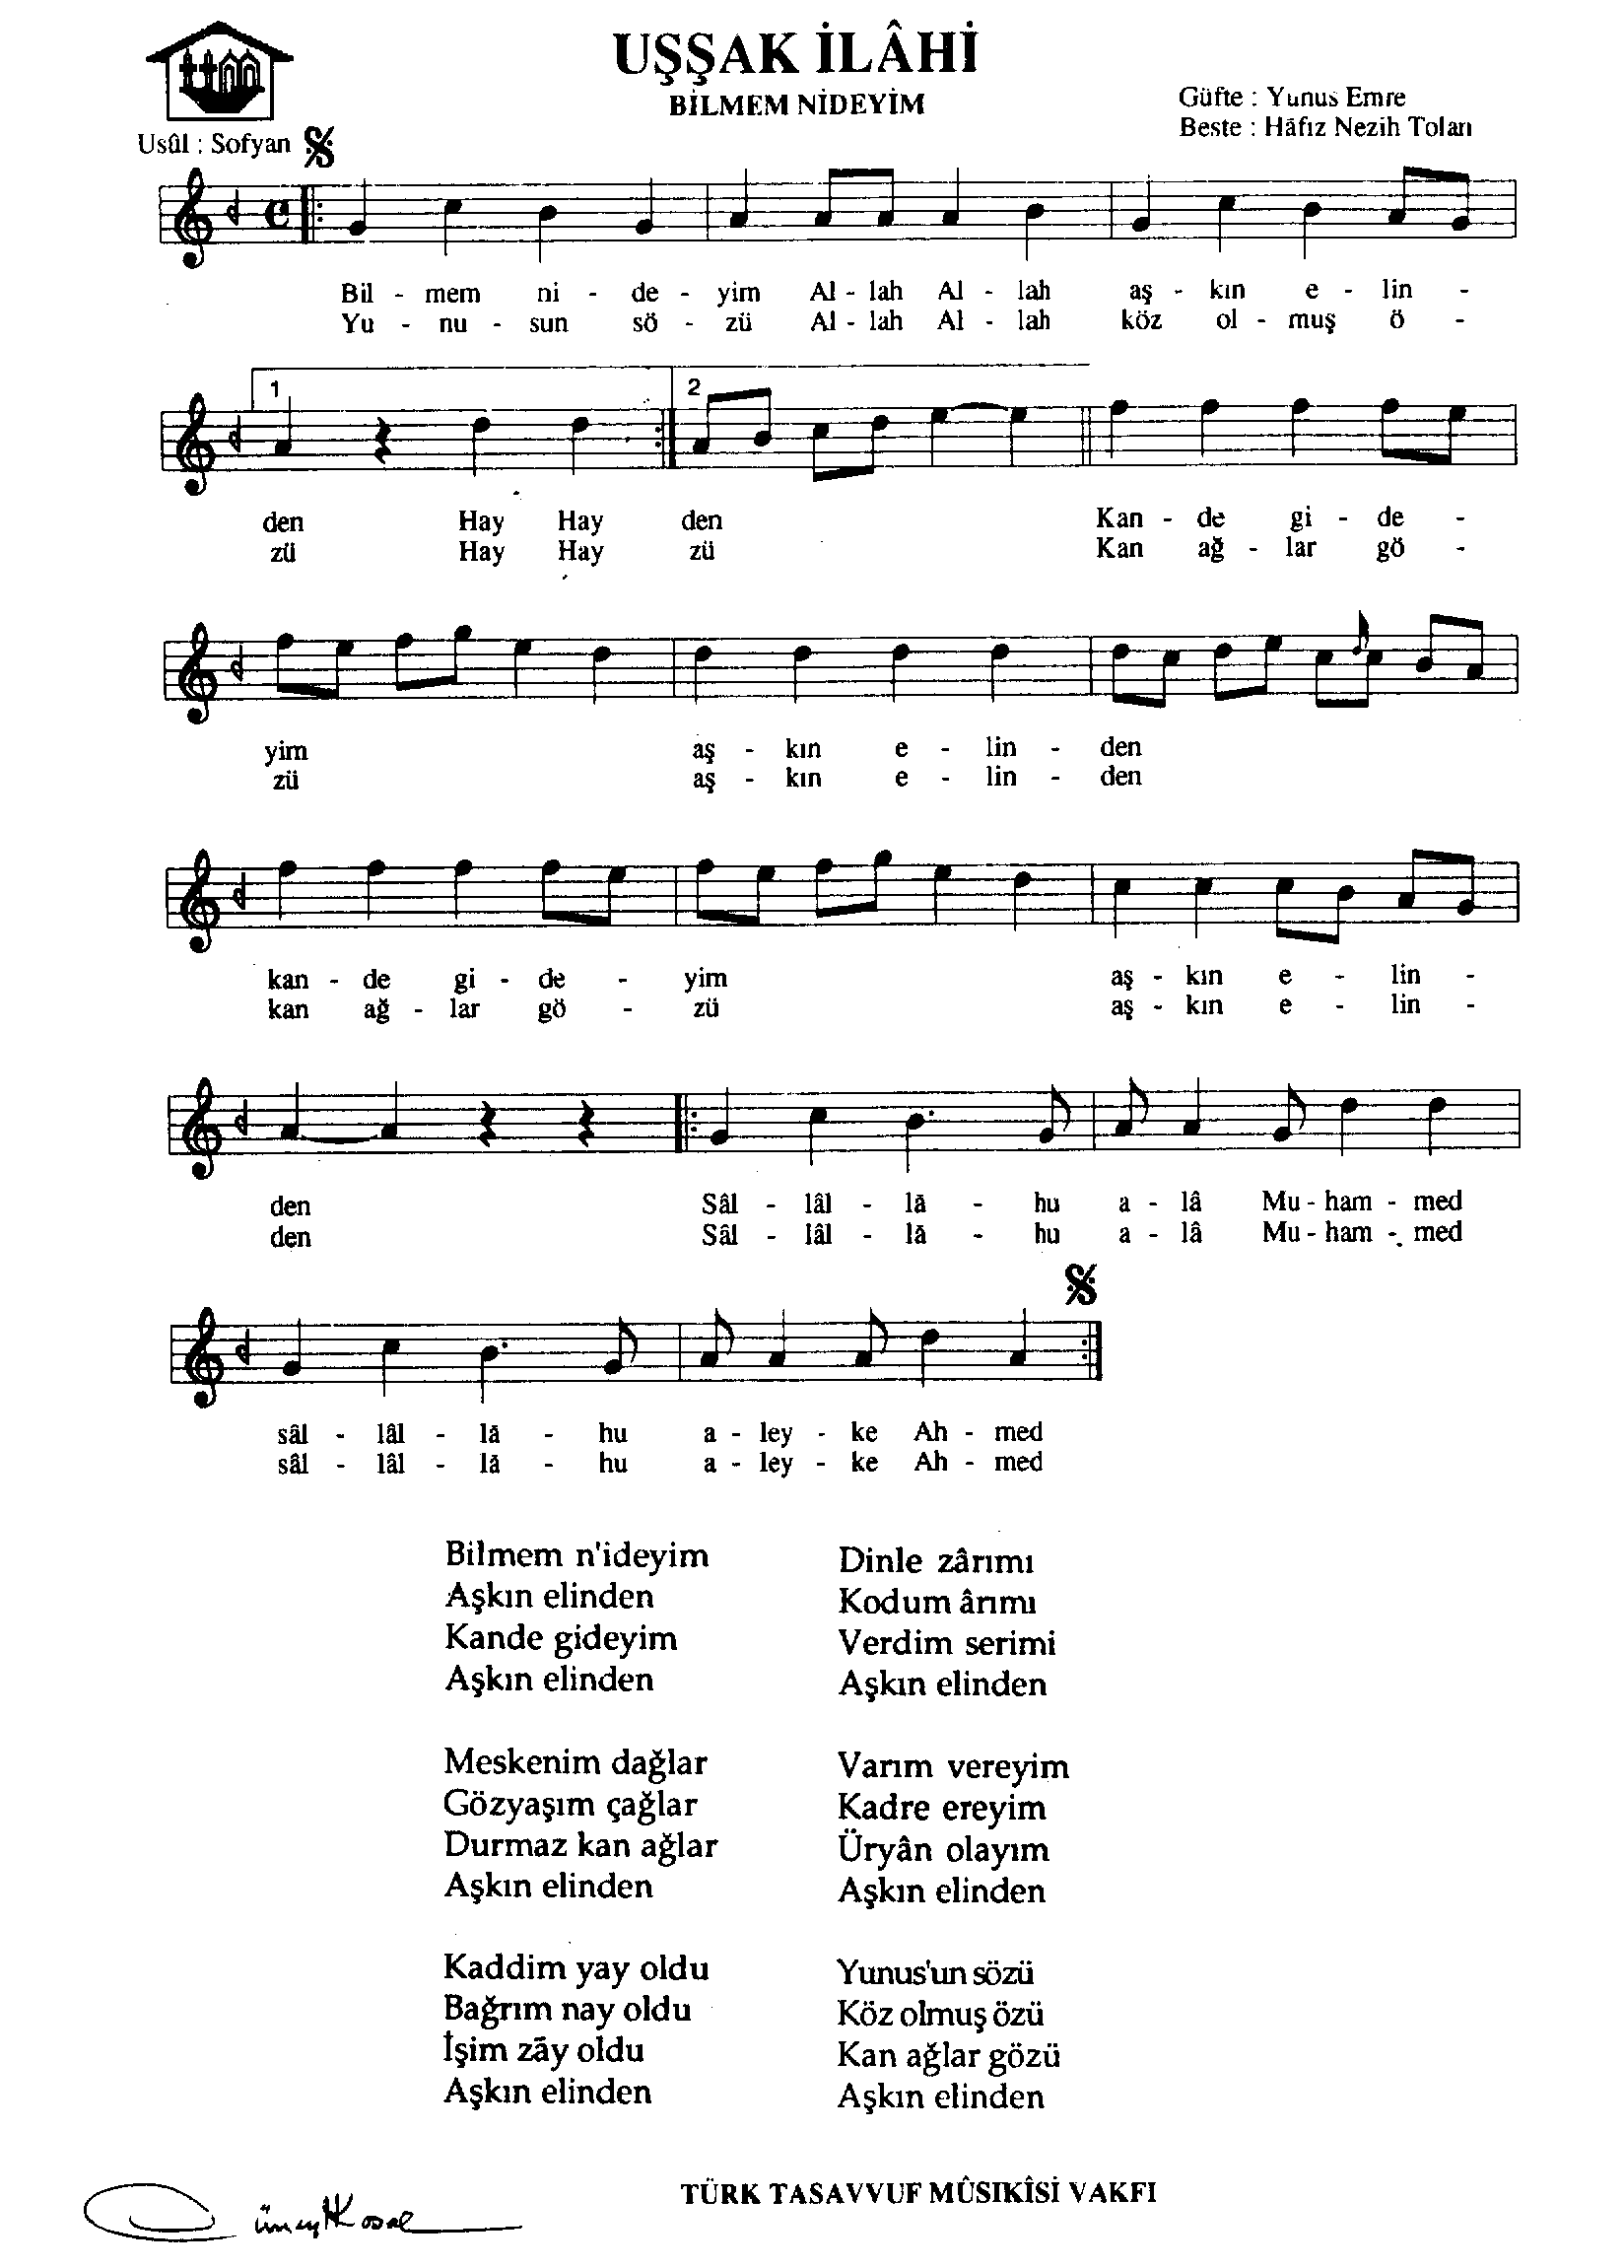 UŞŞAK İLÂHİ
BİLMEM NİDEYİM
Güfte : Yunus Emre
Beste : Hâfız Nezih Tolan
Usûl : Sofyan
Bil - mem ni - de - yim Al - lah Al - lah aş - kın e - lin -
Yu - nu - sun sö - zü Al - lah Al - lah köz ol - muş ö -
1 2
den Hay Hay den Kan - de gi - de -
zü Hay Hay zü Kan ağ - lar gö -
yim aş - kın e - lin - den
zü aş - kın e - lin - den
kan - de gi - de - yim aş - kın e - lin -
kan ağ - lar gö - zü aş - kın e - lin -
den Sâl - lâl - lâ - hu a - lâ Mu - ham - med
den Sâl - lâl - lâ - hu a - lâ Mu - ham - med
sâl - lâl - lâ - hu a - ley - ke Ah - med
sâl - lâl - lâ - hu a - ley - ke Ah - med
Bilmem n'ideyim
Aşkın elinden
Kande gideyim
Aşkın elinden
Meskenim dağlar
Gözyaşım çağlar
Durmaz kan ağlar
Aşkın elinden
Kaddim yay oldu
Bağrım nay oldu
İşim zāy oldu
Aşkın elinden
Dinle zârımı
Kodum ârımı
Verdim serimi
Aşkın elinden
Varım vereyim
Kadre ereyim
Üryân olayım
Aşkın elinden
Yunus'un sözü
Köz olmuş özü
Kan ağlar gözü
Aşkın elinden
TÜRK TASAVVUF MÛSIKÎSİ VAKFI